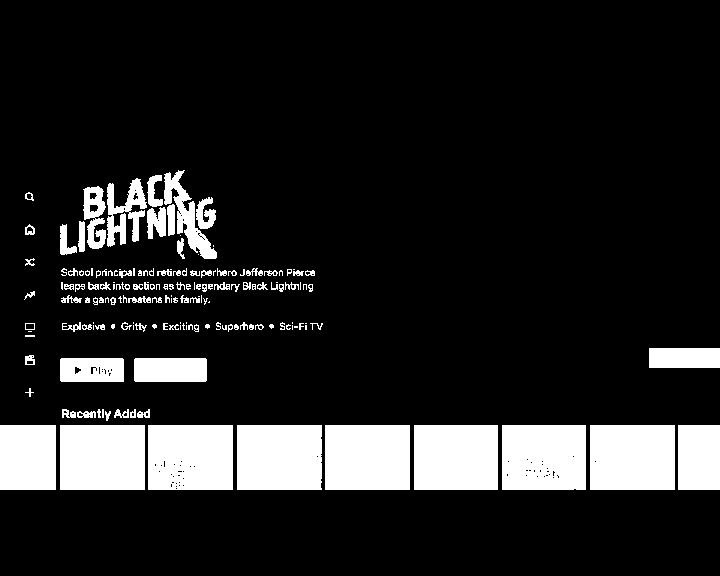 BLACK
LIGHTNING
School principal and retired superhero Jefferson Pierce
leaps back into action as the legendary Black Lightning
after a gang threatens his family.
Explosive • Gritty • Exciting • Superhero • Sci-Fi TV
Play
Recently Added